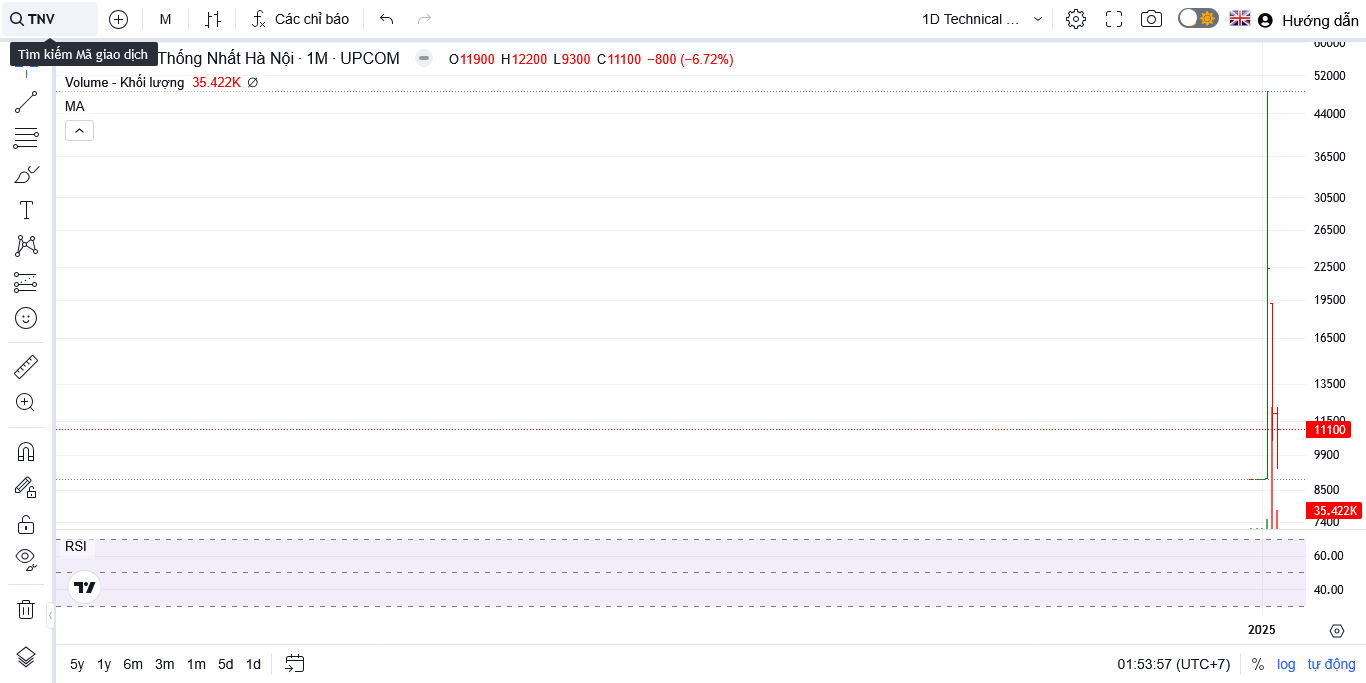 TNV
M
Các chỉ báo
1D Technical ...
Hướng dẫn
Tìm kiếm Mã giao dịch
Thống Nhất Hà Nội · 1M · UPCOM
O11900 H12200 L9300 C11100 −800 (−6.72%)
Volume - Khối lượng 35.422K ∅
MA
60000
52000
44000
36500
30500
26500
22500
19500
16500
13500
11500
11100
9900
8500
35.422K
7400
RSI
60.00
40.00
2025
5y 1y 6m 3m 1m 5d 1d
01:53:57 (UTC+7)
% log tự động